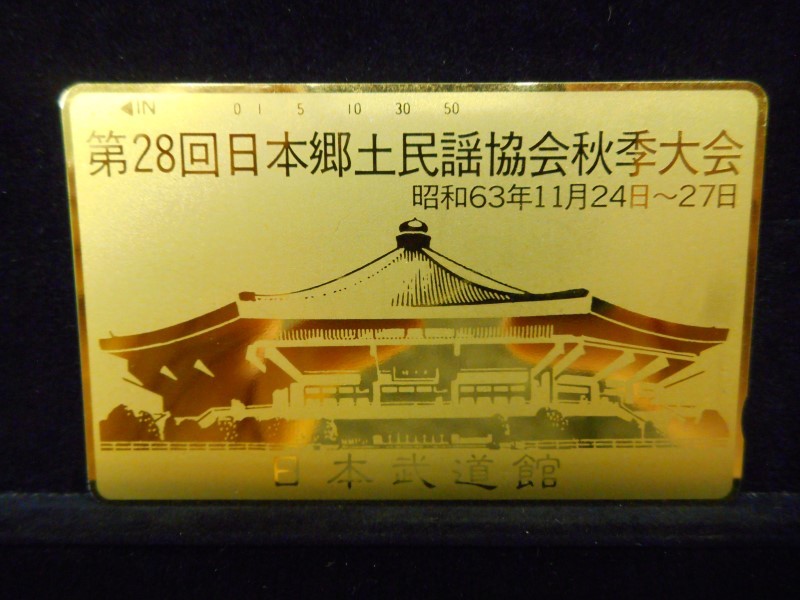 ◀IN 0 1 5 10 30 50
第28回日本郷土民謡協会秋季大会
昭和63年11月24日～27日
日本武道館